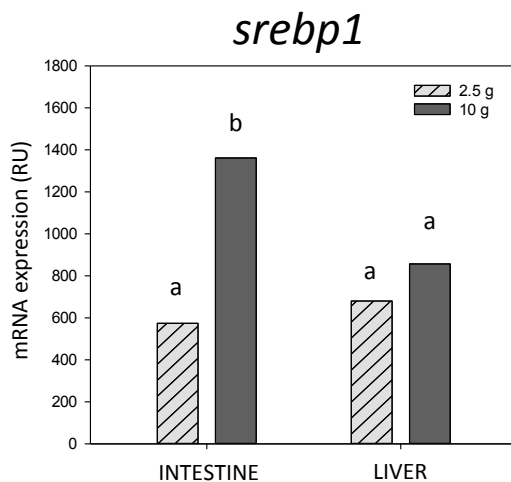 srebp1
1800
1600
1400
1200
1000
800
600
400
200
0
mRNA expression (RU)
2.5 g
10 g
a
b
a
a
INTESTINE
LIVER